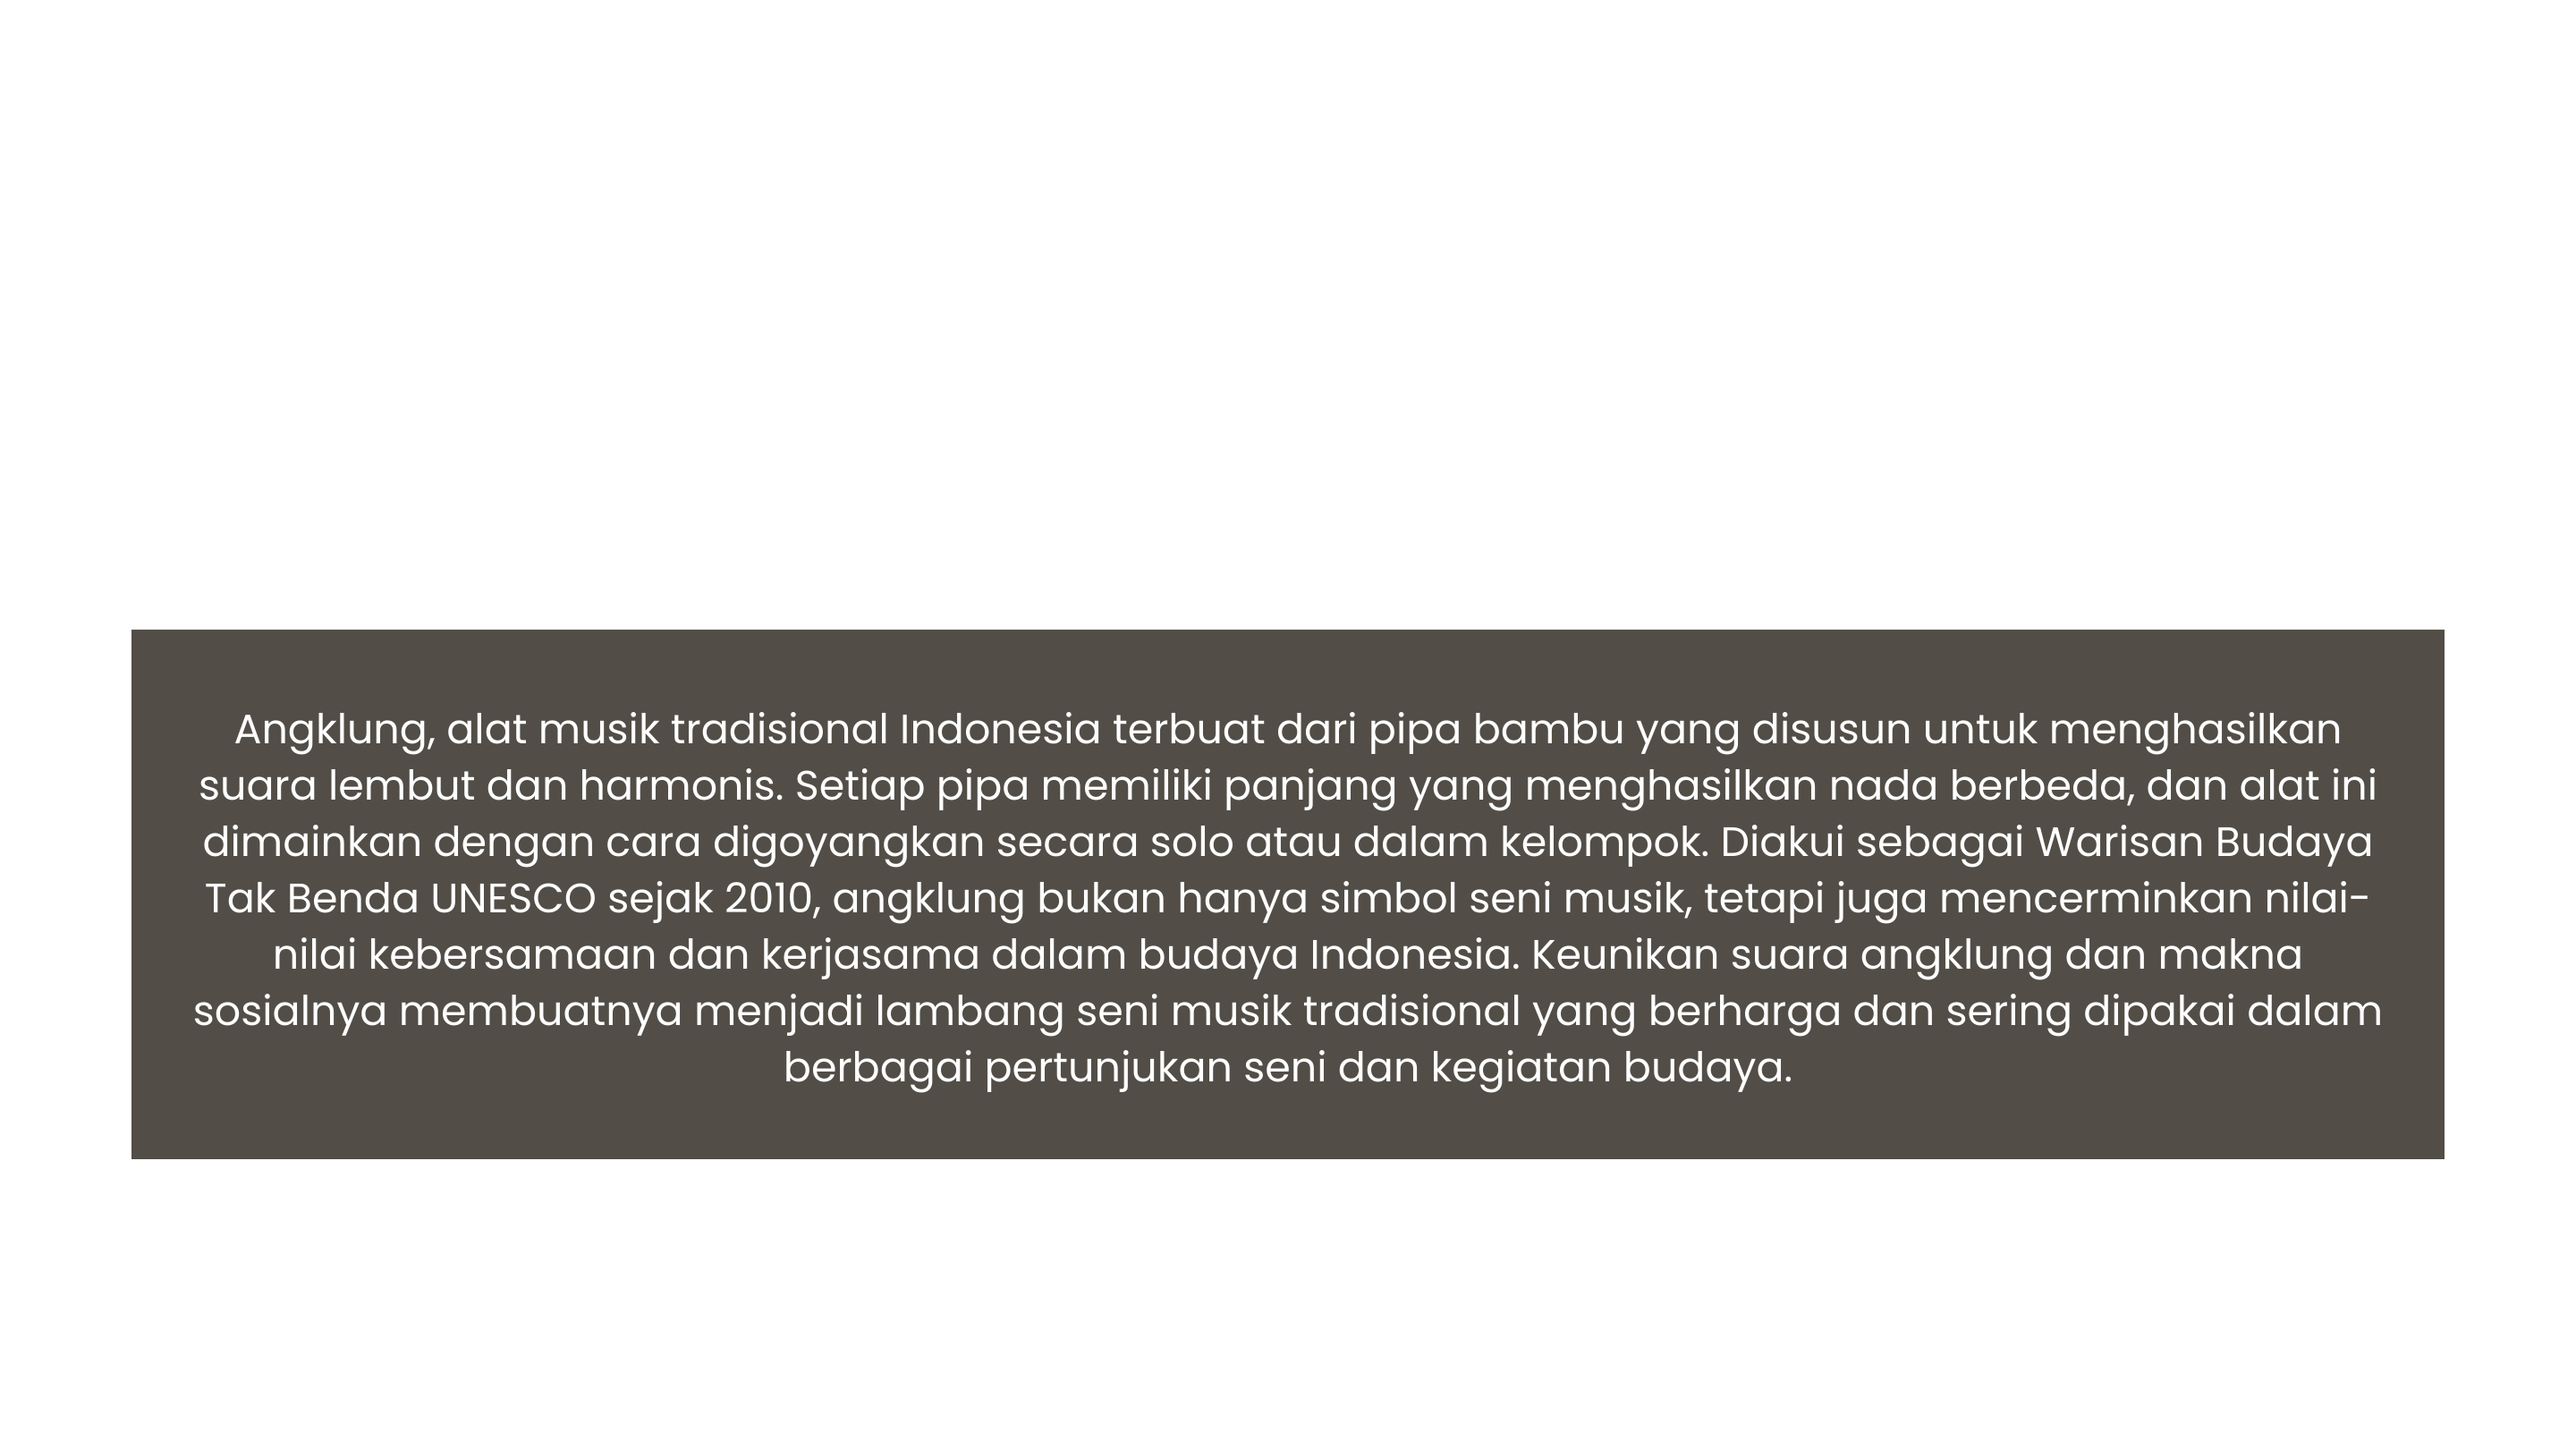 Angklung, alat musik tradisional Indonesia terbuat dari pipa bambu yang disusun untuk menghasilkan
suara lembut dan harmonis. Setiap pipa memiliki panjang yang menghasilkan nada berbeda, dan alat ini
dimainkan dengan cara digoyangkan secara solo atau dalam kelompok. Diakui sebagai Warisan Budaya
Tak Benda UNESCO sejak 2010, angklung bukan hanya simbol seni musik, tetapi juga mencerminkan nilai-
nilai kebersamaan dan kerjasama dalam budaya Indonesia. Keunikan suara angklung dan makna
sosialnya membuatnya menjadi lambang seni musik tradisional yang berharga dan sering dipakai dalam
berbagai pertunjukan seni dan kegiatan budaya.